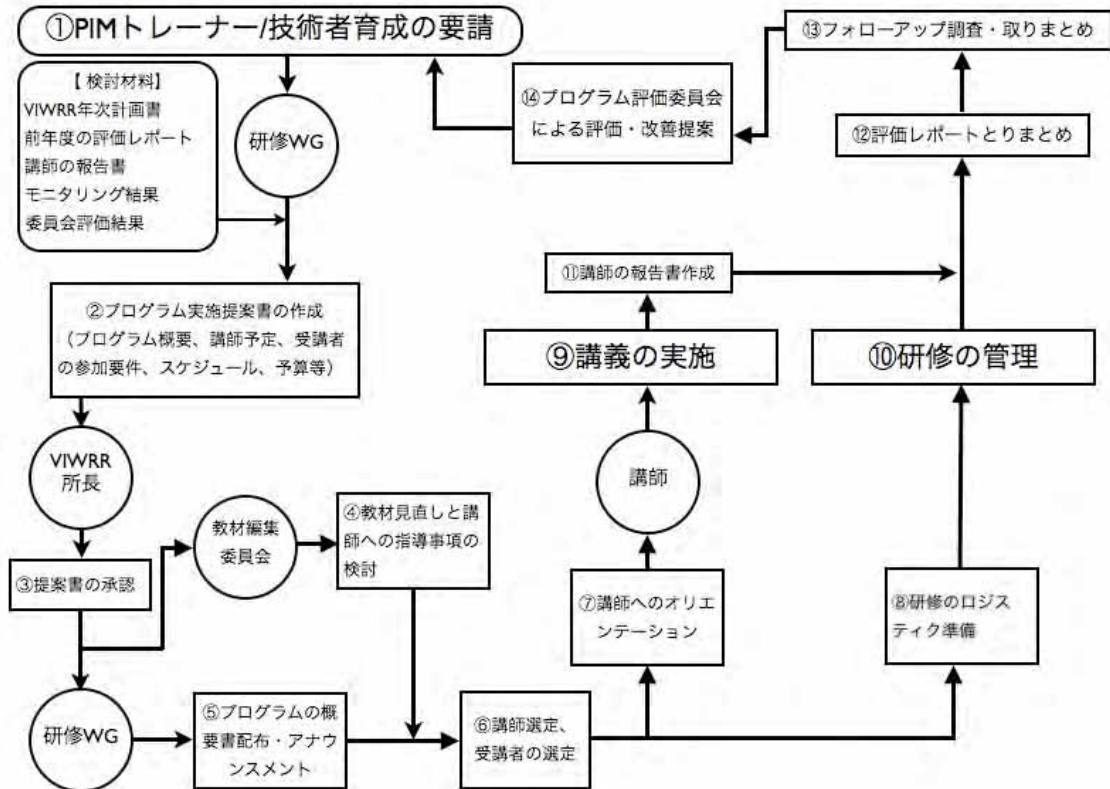 ①PIMトレーナー/技術者育成の要請
【 検討材料】
VIWRR年次計画書
前年度の評価レポート
講師の報告書
モニタリング結果
委員会評価結果
研修WG
②プログラム実施提案書の作成
（プログラム概要、講師予定、受講者
の参加要件、スケジュール、予算等）
VIWRR
所長
③提案書の承認
教材編集
委員会
④教材見直しと講
師への指導事項の
検討
研修WG
⑤プログラムの概
要書配布・アナウ
ンスメント
⑥講師選定、
受講者の選定
⑦講師へのオリエ
ンテーション
講師
⑧研修のロジス
ティク準備
⑨講義の実施
⑩研修の管理
⑪講師の報告書作成
⑫評価レポートとりまとめ
⑬フォローアップ調査・取りまとめ
⑭プログラム評価委員会
による評価・改善提案